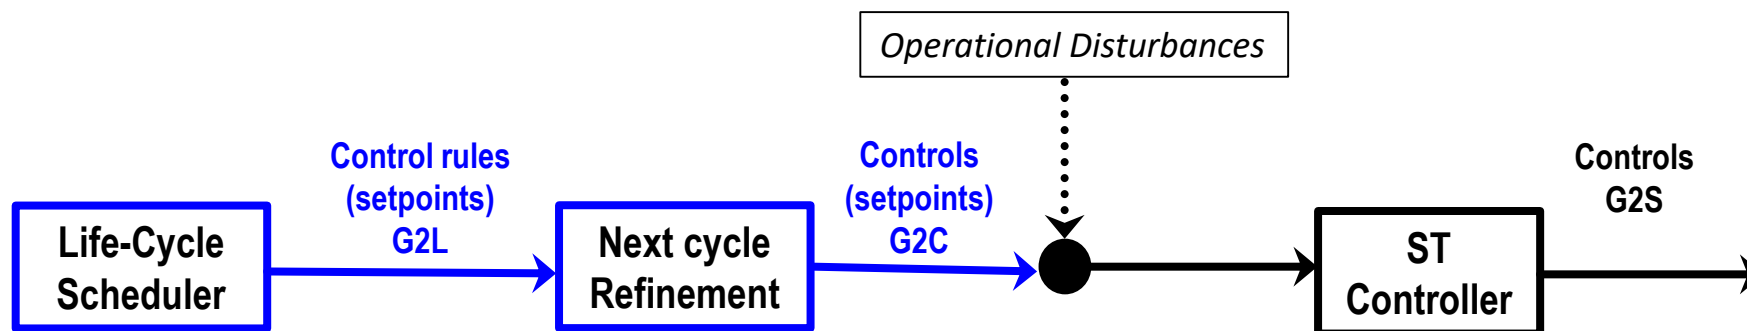 Operational Disturbances
Control rules
(setpoints)
G2L
Controls
(setpoints)
G2C
Controls
G2S
Life-Cycle
Scheduler
Next cycle
Refinement
ST
Controller